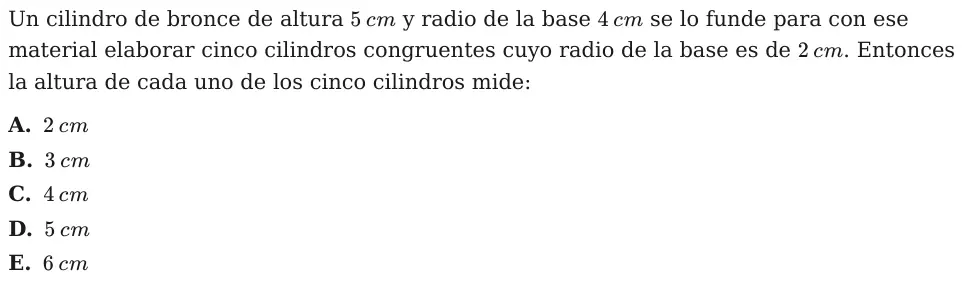 Un cilindro de bronce de altura 5 cm y radio de la base 4 cm se lo funde para con ese
material elaborar cinco cilindros congruentes cuyo radio de la base es de 2 cm. Entonces
la altura de cada uno de los cinco cilindros mide:
A. 2 cm
B. 3 cm
C. 4 cm
D. 5 cm
E. 6 cm